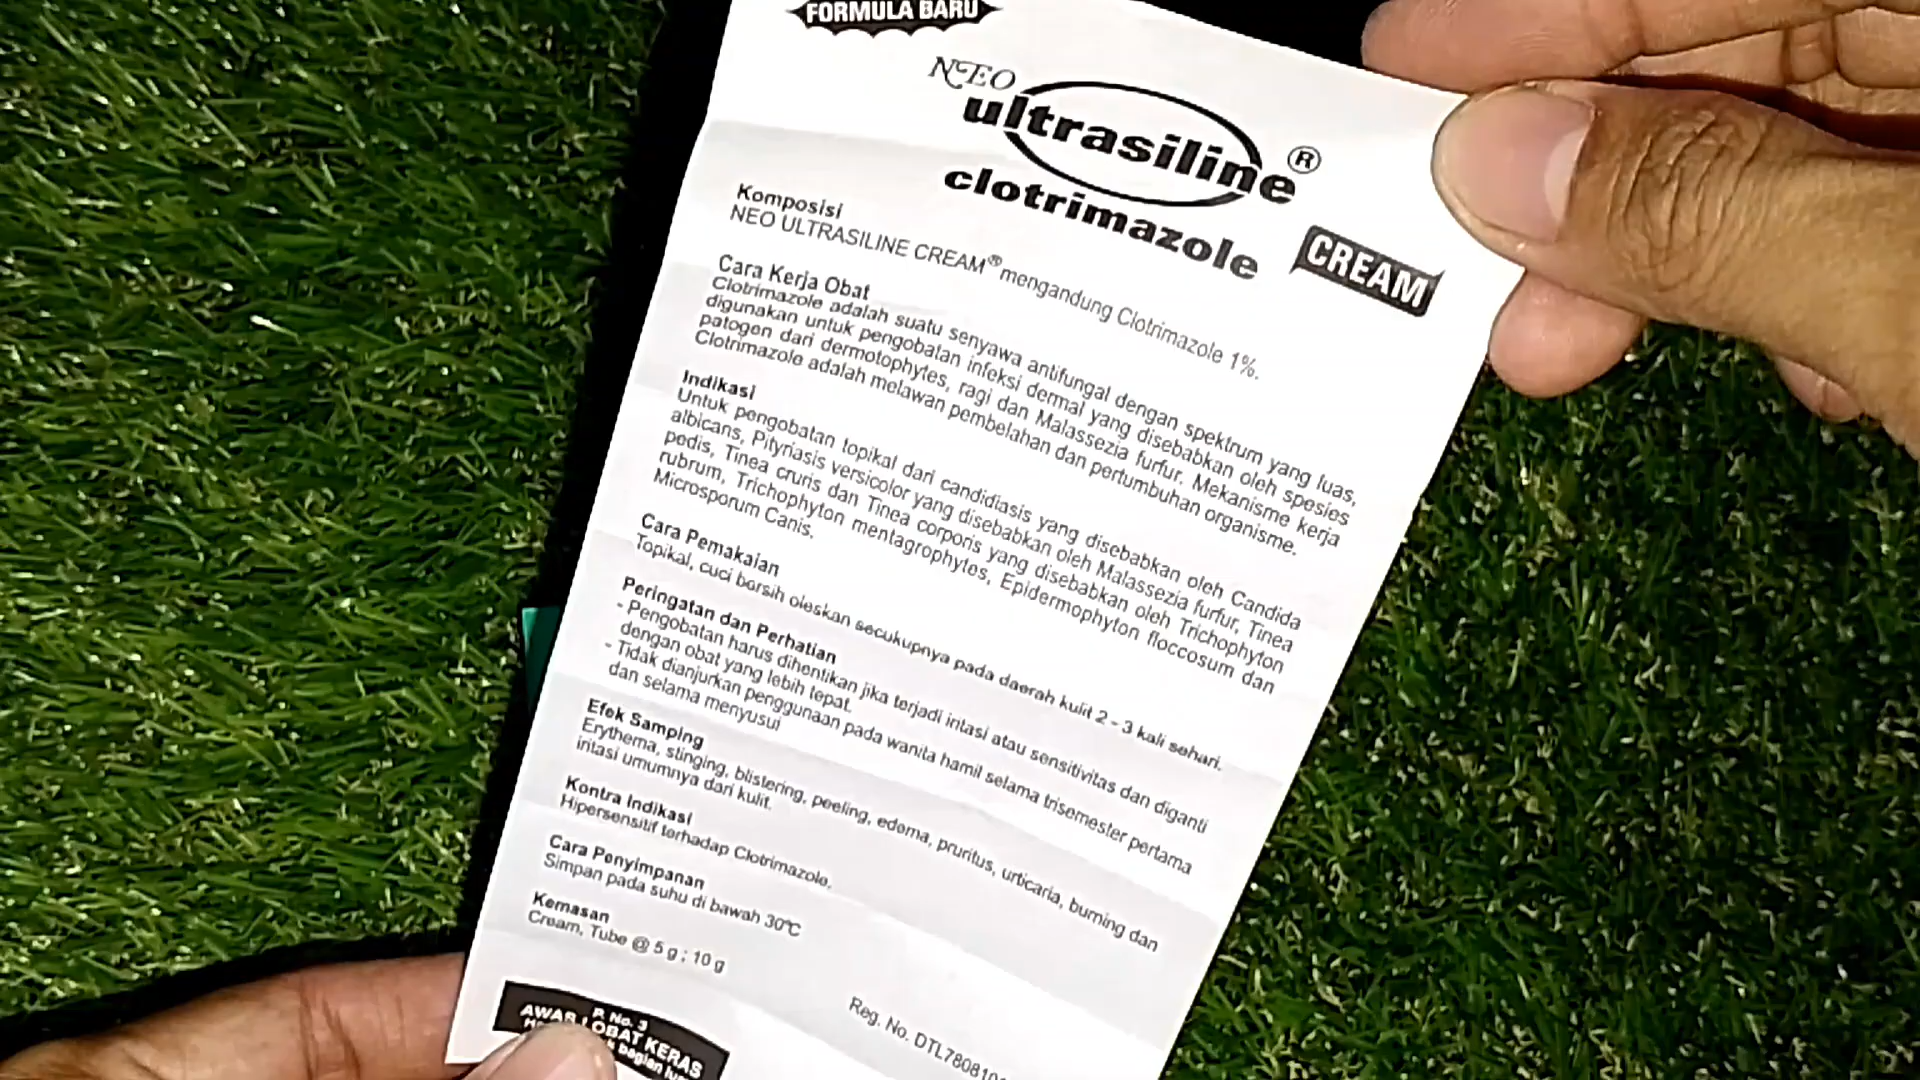 FORMULA BARU
NEO
ultrasiline®
clotrimazole
CREAM
Komposisi
NEO ULTRASILINE CREAM® mengandung Clotrimazole 1%.
Cara Kerja Obat
Clotrimazole adalah suatu senyawa antifungal dengan spektrum yang luas,
digunakan untuk pengobatan infeksi dermal yang disebabkan oleh spesies
patogen dari dermotophytes, ragi dan Malassezia furfur. Mekanisme kerja
Clotrimazole adalah melawan pembelahan dan pertumbuhan organisme.
Indikasi
Untuk pengobatan topikal dari candidiasis yang disebabkan oleh Candida
albicans, Pityriasis versicolor yang disebabkan oleh Malassezia furfur, Tinea
pedis, Tinea cruris dan Tinea corporis yang disebabkan oleh Trichophyton
rubrum, Trichophyton mentagrophytes, Epidermophyton floccosum dan
Microsporum Canis.
Cara Pemakaian
Topikal, cuci bersih oleskan secukupnya pada daerah kulit 2 - 3 kali sehari.
Peringatan dan Perhatian
- Pengobatan harus dihentikan jika terjadi iritasi atau sensitivitas dan diganti
dengan obat yang lebih tepat.
- Tidak dianjurkan penggunaan pada wanita hamil selama trisemester pertama
dan selama menyusui
Efek Samping
Erythema, stinging, blistering, peeling, edema, pruritus, urticaria, burning dan
iritasi umumnya dari kulit.
Kontra Indikasi
Hipersensitif terhadap Clotrimazole.
Cara Penyimpanan
Simpan pada suhu di bawah 30°C
Kemasan
Cream, Tube @ 5 g ; 10 g
Reg. No. DTL780810
P. No. 3
AWAS ! OBAT KERAS
bagian